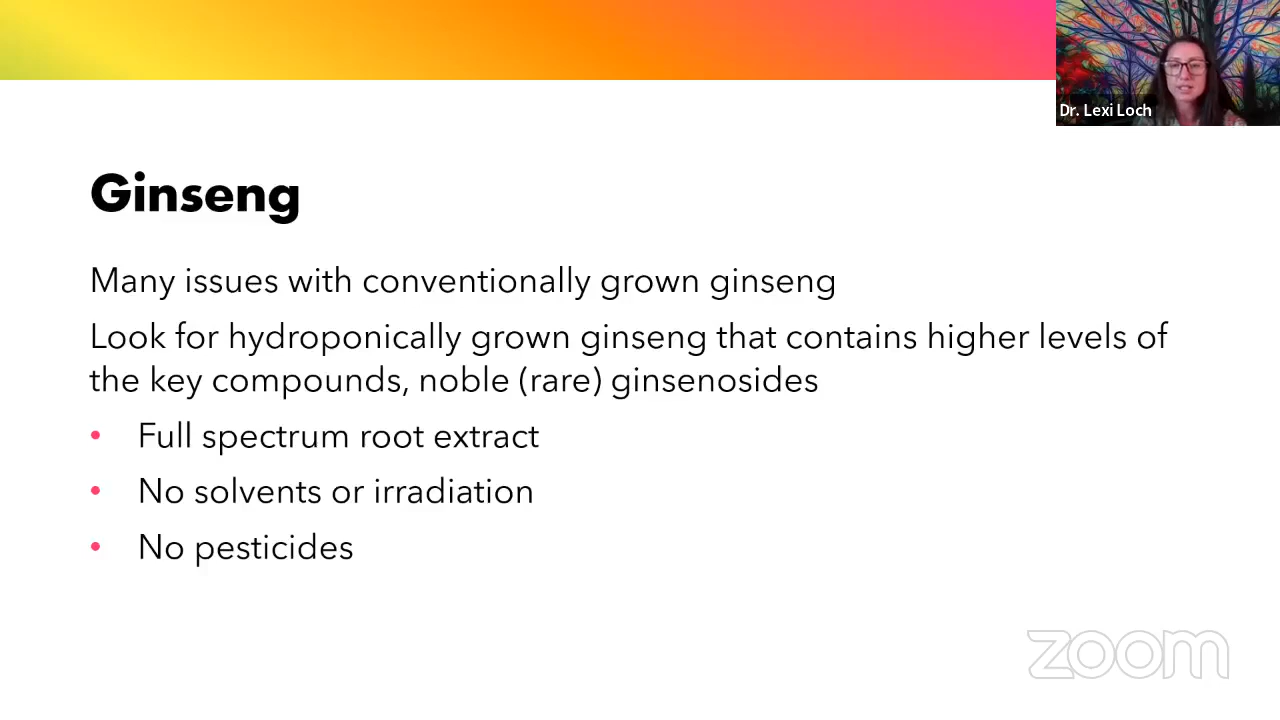 Dr. Lexi Loch
Ginseng
Many issues with conventionally grown ginseng
Look for hydroponically grown ginseng that contains higher levels of
the key compounds, noble (rare) ginsenosides
• Full spectrum root extract
• No solvents or irradiation
• No pesticides
zoom